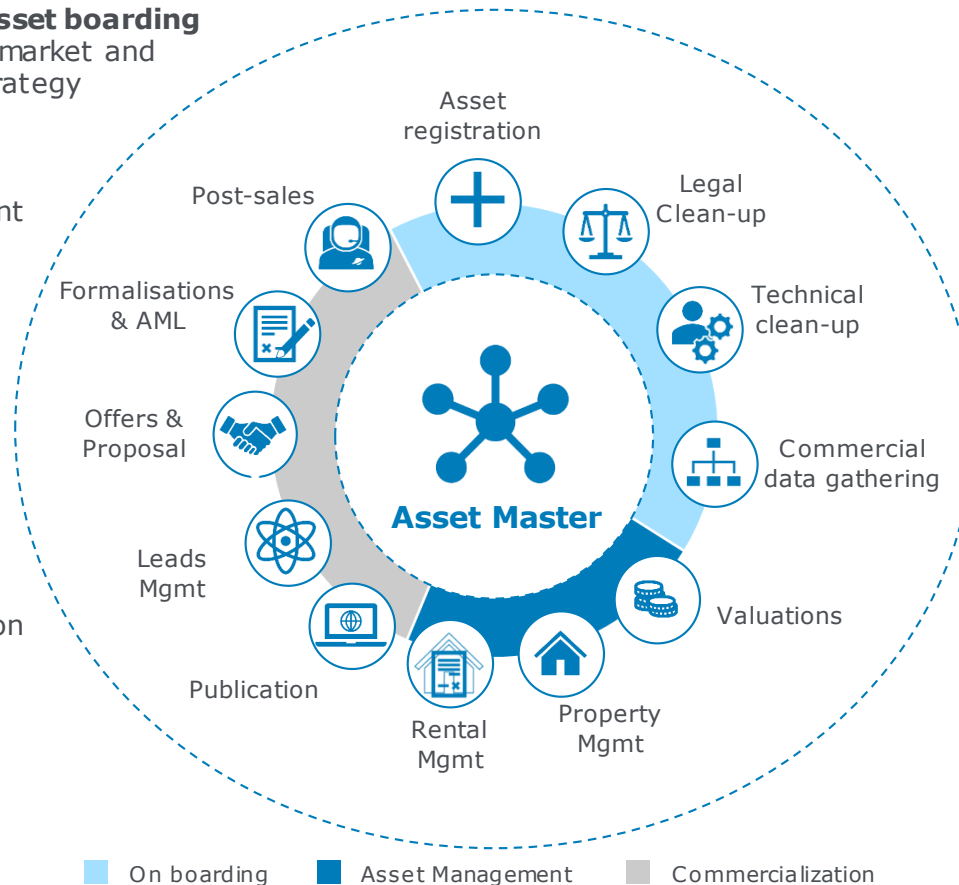 sset boarding
market and
rategy
nt
on
Asset
registration
Legal
Clean-up
Technical
clean-up
Commercial
data gathering
Valuations
Property
Mgmt
Rental
Mgmt
Publication
Leads
Mgmt
Offers &
Proposal
Formalisations
& AML
Post-sales
Asset Master
On boarding
Asset Management
Commercialization